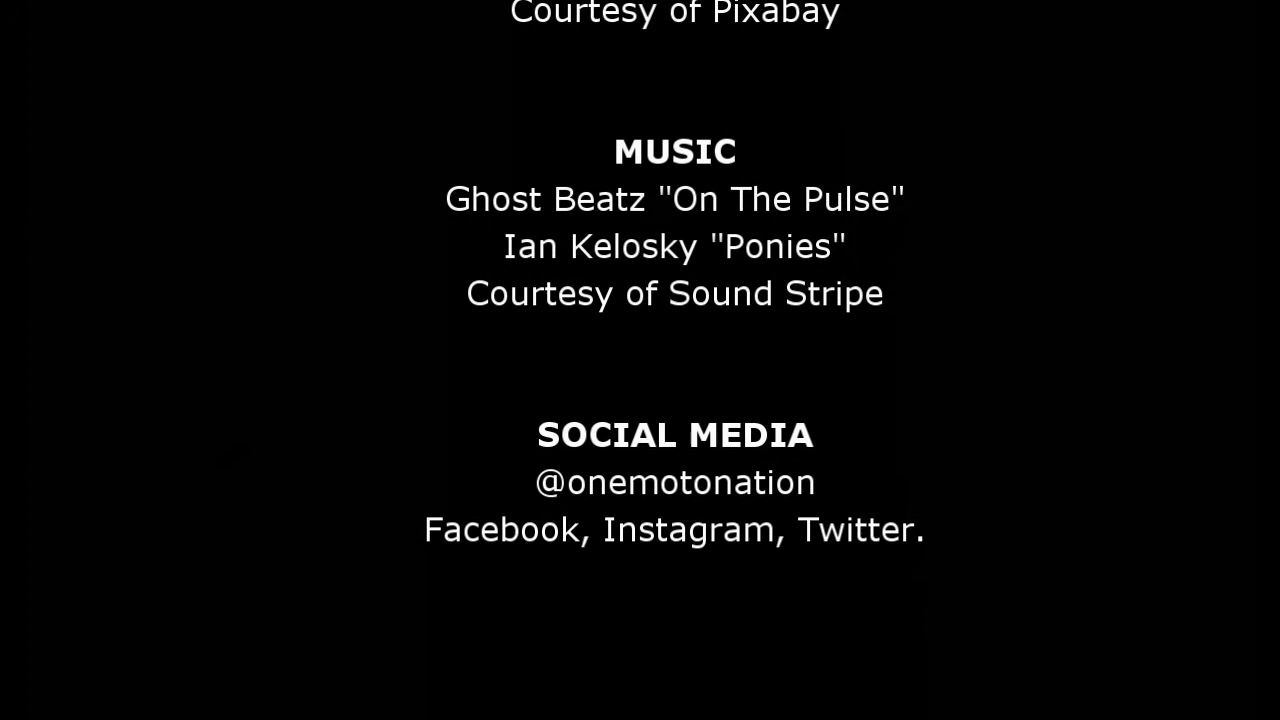 Courtesy of Pixabay
MUSIC
Ghost Beatz "On The Pulse"
Ian Kelosky "Ponies"
Courtesy of Sound Stripe
SOCIAL MEDIA
@onemotonation
Facebook, Instagram, Twitter.